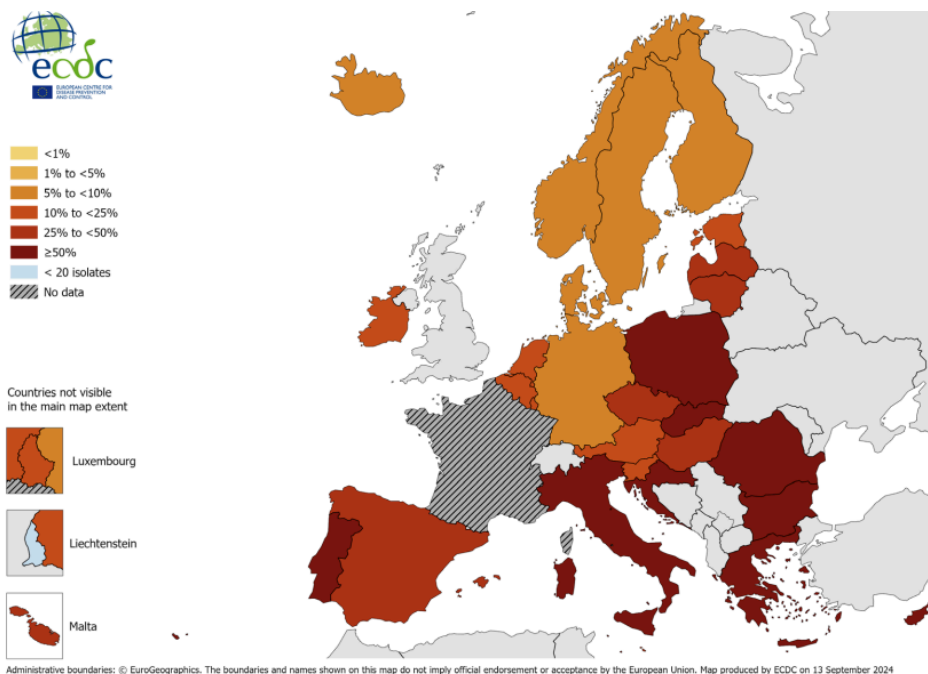 ecdc
EUROPEAN CENTRE FOR
DISEASE PREVENTION
AND CONTROL
<1%
1% to <5%
5% to <10%
10% to <25%
25% to <50%
≥50%
< 20 isolates
No data
Countries not visible
in the main map extent
Luxembourg
Liechtenstein
Malta
Administrative boundaries: © EuroGeographics. The boundaries and names shown on this map do not imply official endorsement or acceptance by the European Union. Map produced by ECDC on 13 September 2024